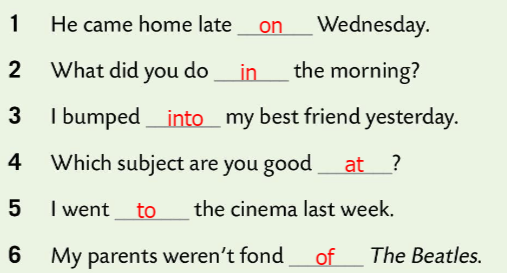 1 He came home late on Wednesday.
2 What did you do in the morning?
3 I bumped into my best friend yesterday.
4 Which subject are you good at ?
5 I went to the cinema last week.
6 My parents weren't fond of The Beatles.